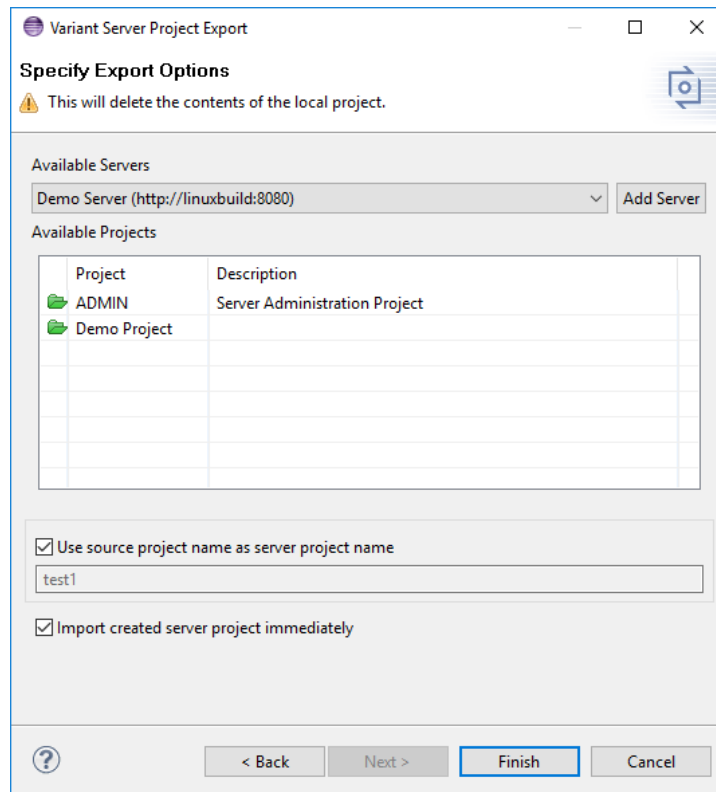 Variant Server Project Export
Specify Export Options
This will delete the contents of the local project.
Available Servers
Demo Server (http://linuxbuild:8080)
Add Server
Available Projects
Project Description
ADMIN Server Administration Project
Demo Project
Use source project name as server project name
test1
Import created server project immediately
? < Back Next > Finish Cancel